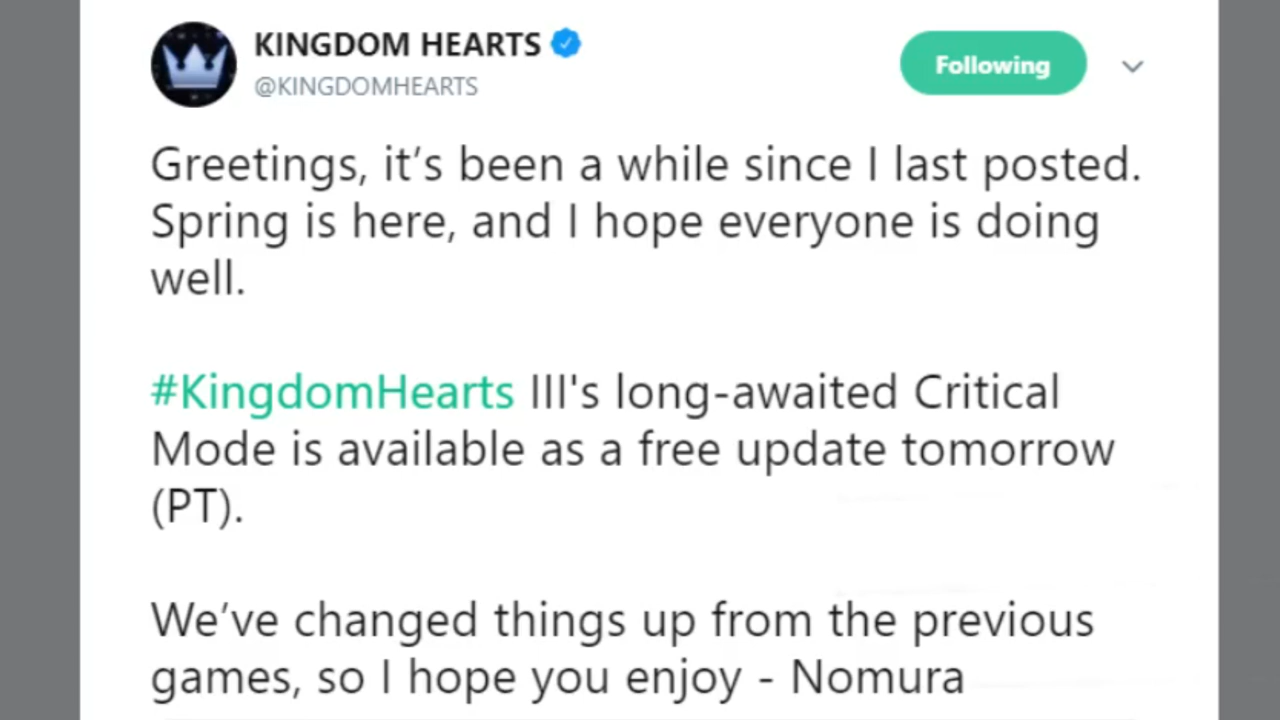 KINGDOM HEARTS
@KINGDOMHEARTS
Following
Greetings, it’s been a while since I last posted.
Spring is here, and I hope everyone is doing
well.
#KingdomHearts III's long-awaited Critical
Mode is available as a free update tomorrow
(PT).
We’ve changed things up from the previous
games, so I hope you enjoy - Nomura